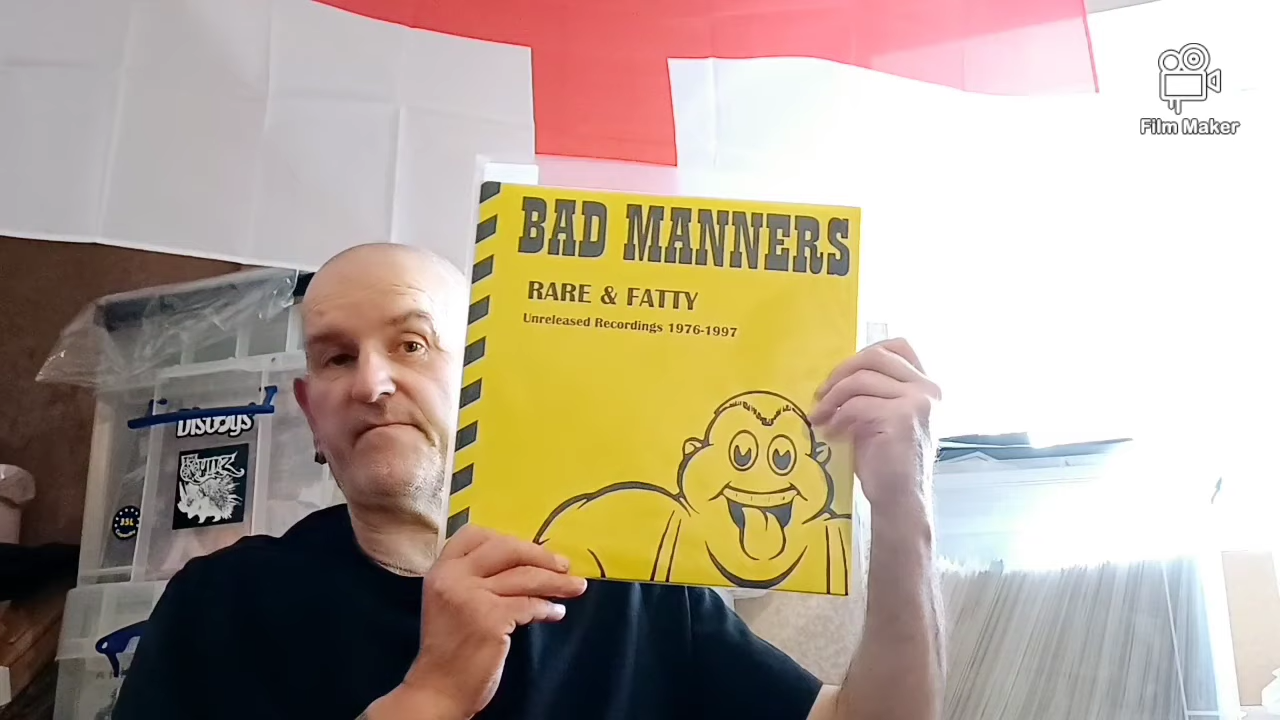 Film Maker
BAD MANNERS
RARE & FATTY
Unreleased Recordings 1976-1997
Discogs